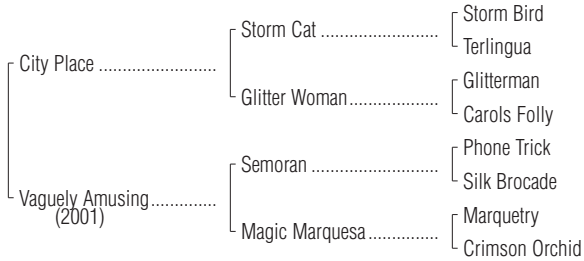 Storm Bird
Storm Cat ........................
Terlingua
City Place ........................
Glitterman
Glitter Woman..................
Carols Folly
Phone Trick
Semoran ..........................
Silk Brocade
Vaguely Amusing..............
(2001)
Marquetry
Magic Marquesa...............
Crimson Orchid